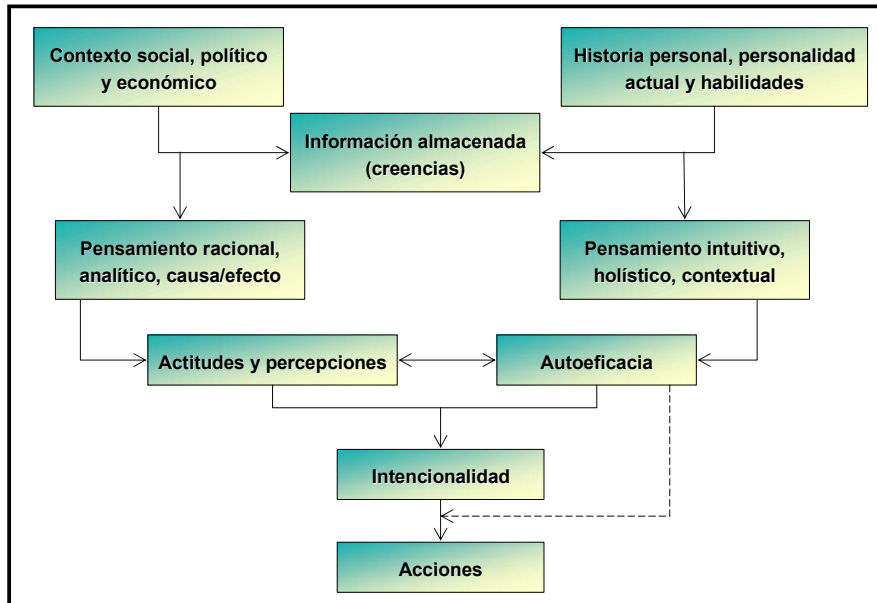 Contexto social, político
y económico
Historia personal, personalidad
actual y habilidades
Información almacenada
(creencias)
Pensamiento racional,
analítico, causa/efecto
Pensamiento intuitivo,
holístico, contextual
Actitudes y percepciones
Autoeficacia
Intencionalidad
Acciones